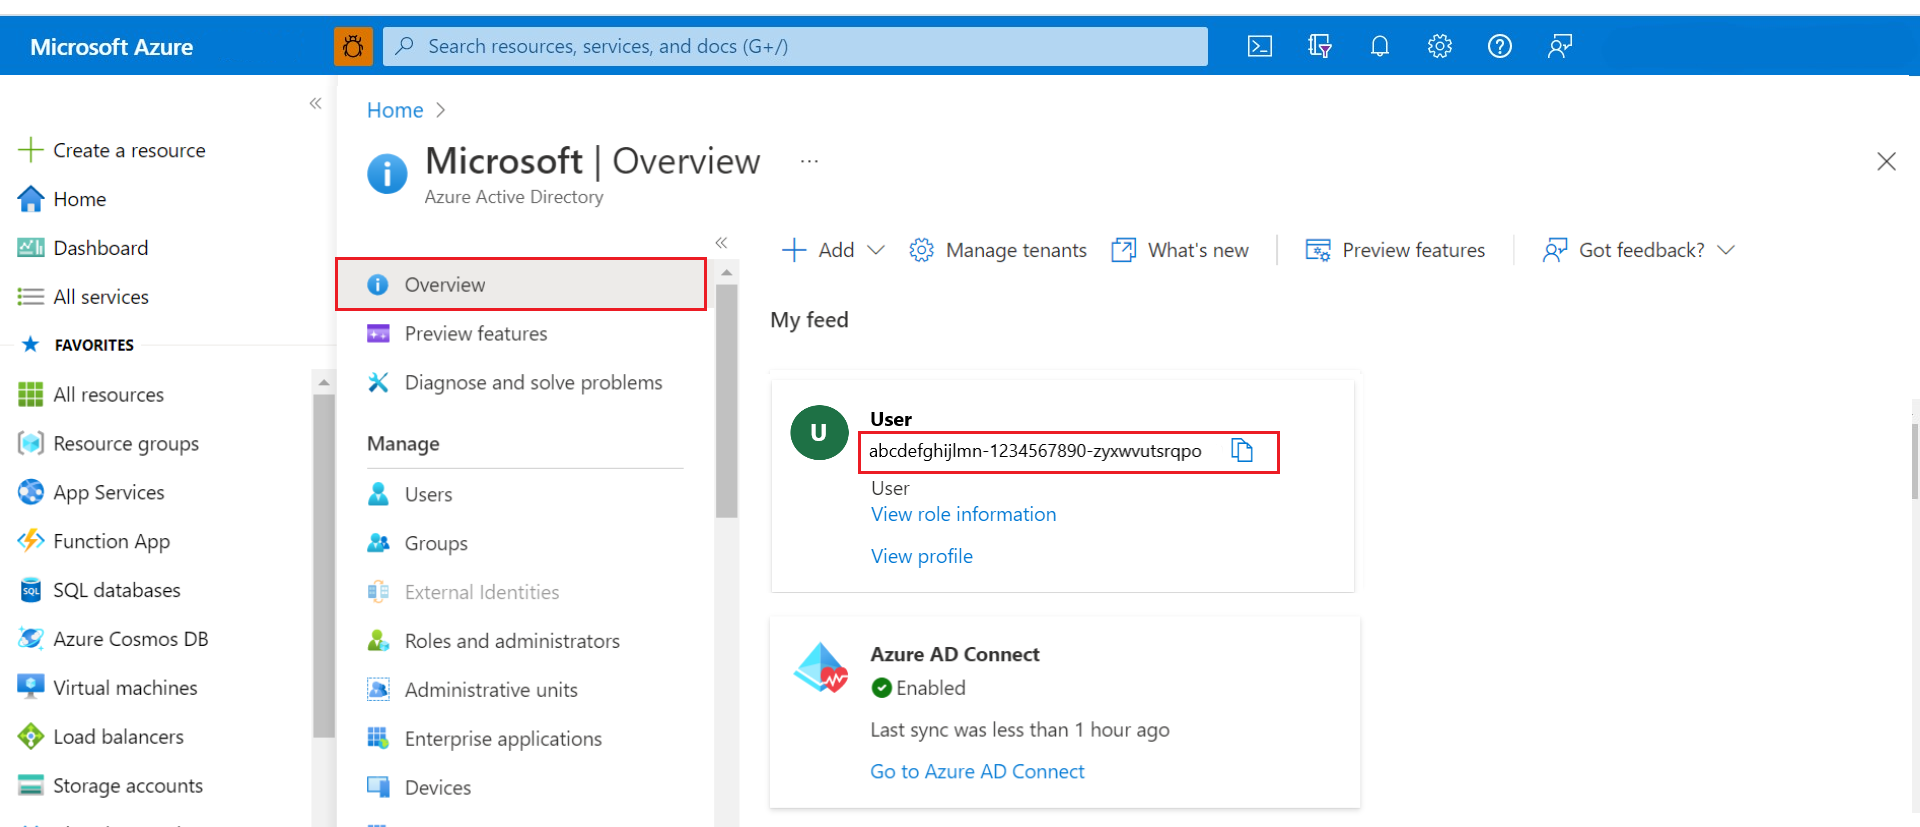 Microsoft Azure
Search resources, services, and docs (G+/)
Create a resource
Home
Dashboard
All services
FAVORITES
All resources
Resource groups
App Services
Function App
SQL databases
Azure Cosmos DB
Virtual machines
Load balancers
Storage accounts
Home
Microsoft | Overview
...
Azure Active Directory
Overview
Preview features
Diagnose and solve problems
Manage
Users
Groups
External Identities
Roles and administrators
Administrative units
Enterprise applications
Devices
Add
Manage tenants
What's new
Preview features
Got feedback?
My feed
U
User
abcdefghijlmn-1234567890-zyxwvutsrqpo
User
View role information
View profile
Azure AD Connect
Enabled
Last sync was less than 1 hour ago
Go to Azure AD Connect